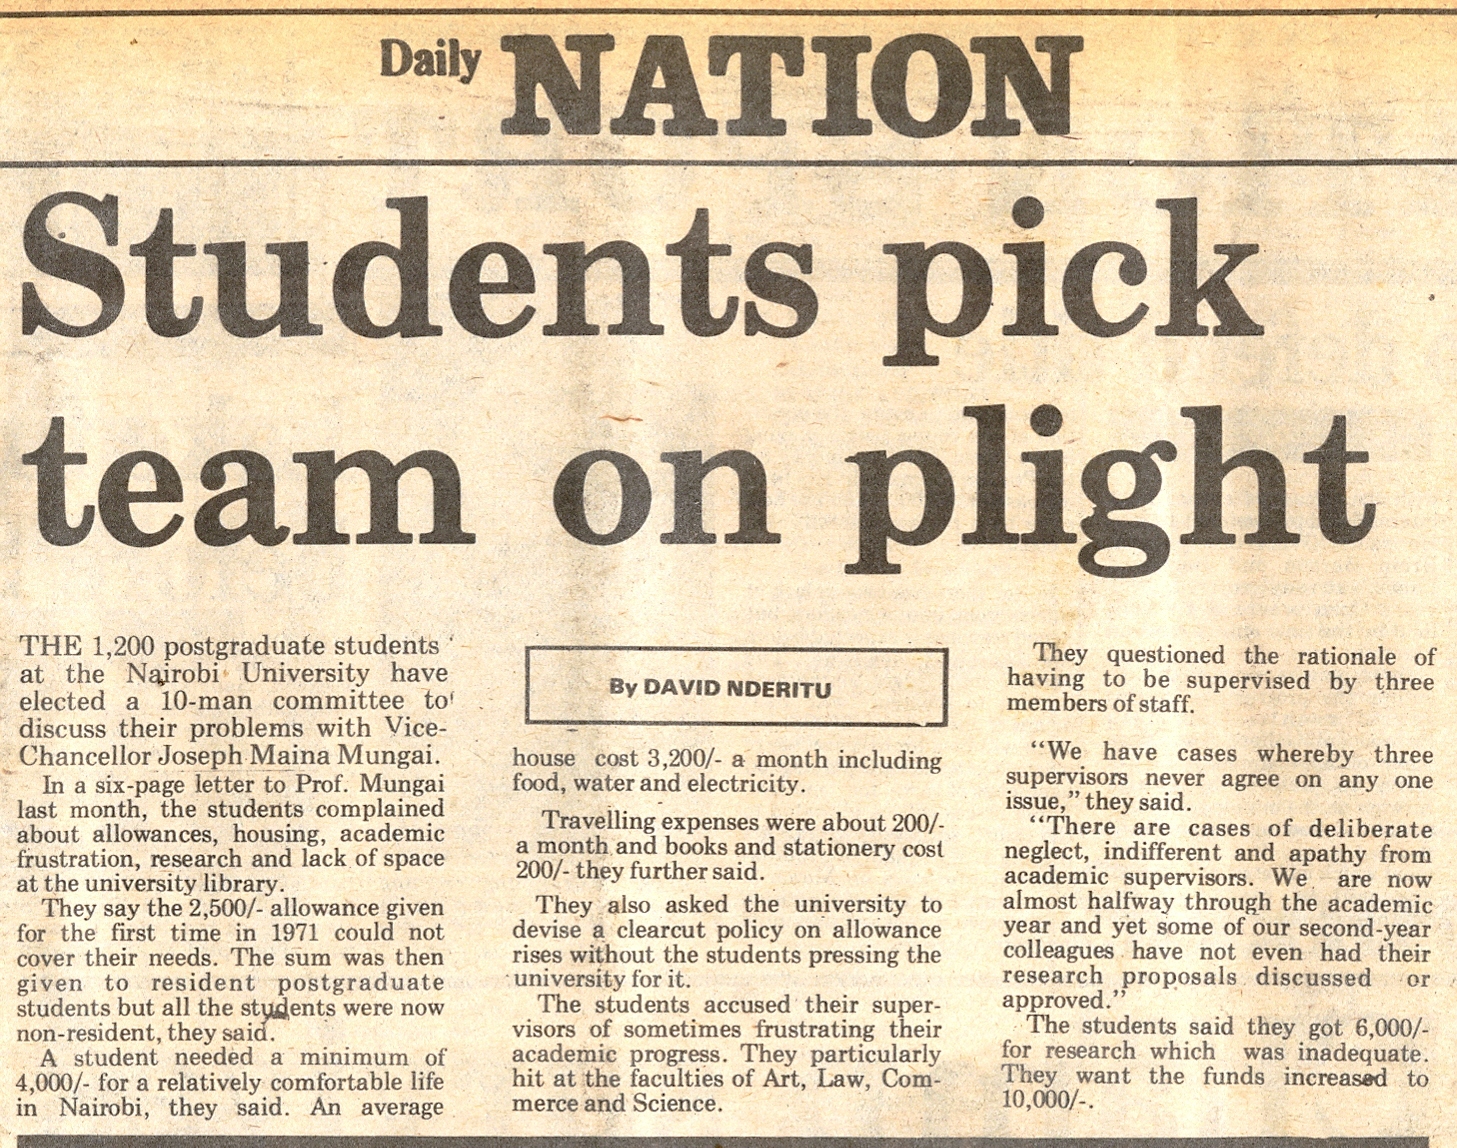 Daily NATION
Students pick
team on plight
THE 1,200 postgraduate students
at the Nairobi University have
elected a 10-man committee to
discuss their problems with Vice-
Chancellor Joseph Maina Mungai.
In a six-page letter to Prof. Mungai
last month, the students complained
about allowances, housing, academic
frustration, research and lack of space
at the university library.
They say the 2,500/- allowance given
for the first time in 1971 could not
cover their needs. The sum was then
given to resident postgraduate
students but all the students were now
non-resident, they said.
A student needed a minimum of
4,000/- for a relatively comfortable life
in Nairobi, they said. An average
By DAVID NDERITU
house cost 3,200/- a month including
food, water and electricity.
Travelling expenses were about 200/-
a month and books and stationery cost
200/- they further said.
They also asked the university to
devise a clearcut policy on allowance
rises without the students pressing the
university for it.
The students accused their super-
visors of sometimes frustrating their
academic progress. They particularly
hit at the faculties of Art, Law, Com-
merce and Science.
They questioned the rationale of
having to be supervised by three
members of staff.
"We have cases whereby three
supervisors never agree on any one
issue," they said.
"There are cases of deliberate
neglect, indifferent and apathy from
academic supervisors. We are now
almost halfway through the academic
year and yet some of our second-year
colleagues have not even had their
research proposals discussed or
approved."
The students said they got 6,000/-
for research which was inadequate.
They want the funds increased to
10,000/-.